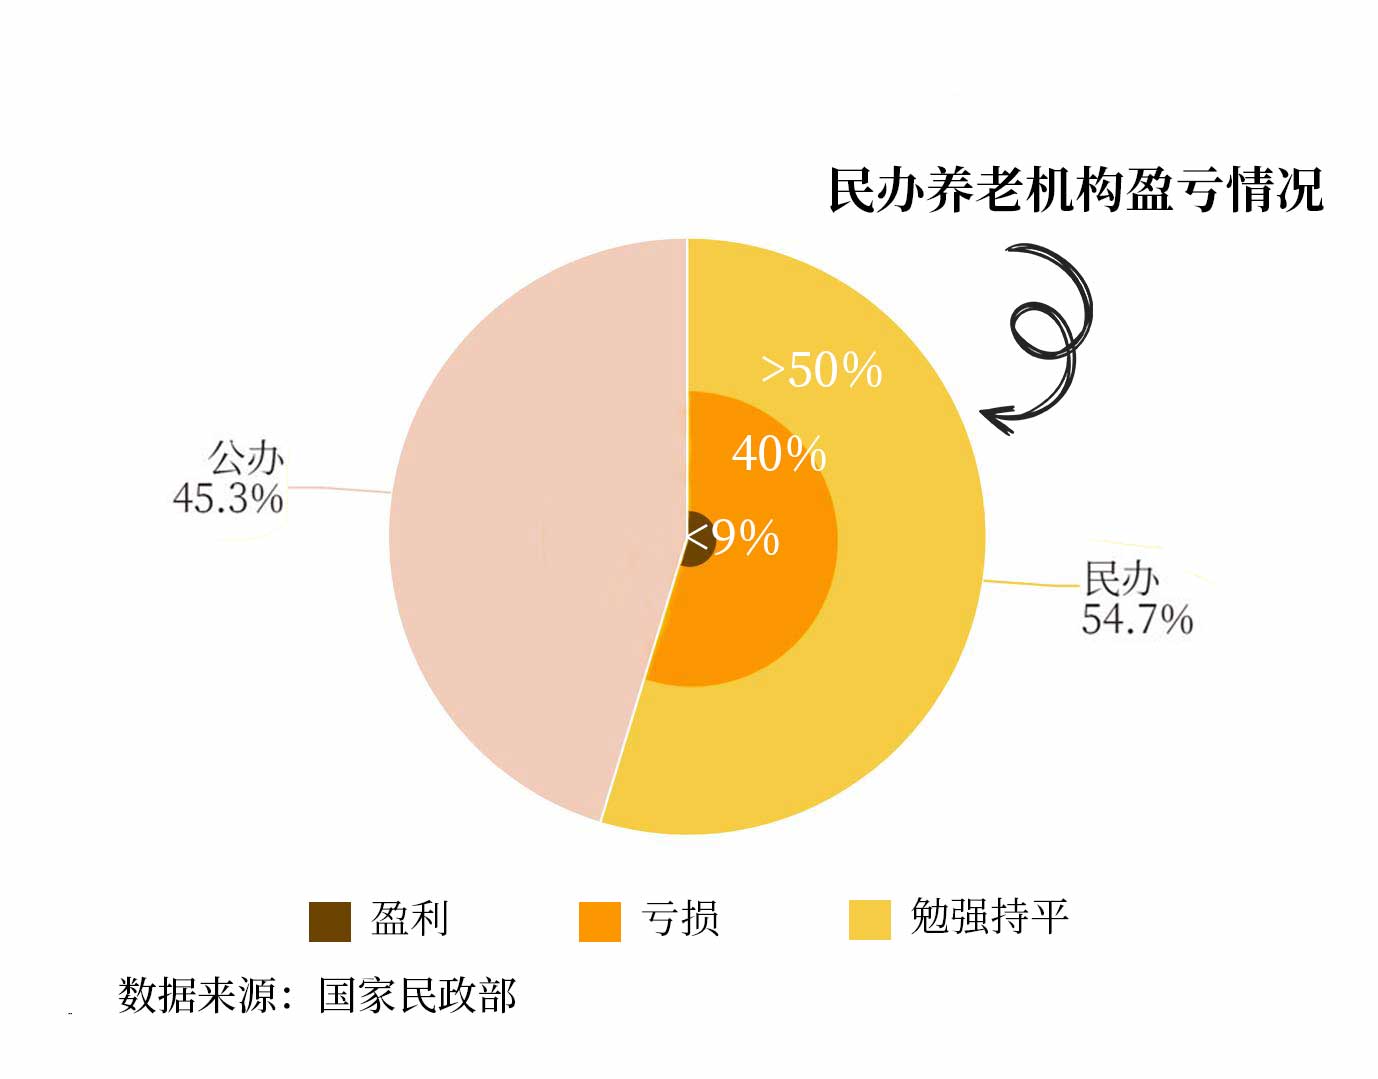 民办养老机构盈亏情况
>50%
40%
<9%
公办
45.3%
民办
54.7%
盈利
亏损
勉强持平
数据来源：国家民政部